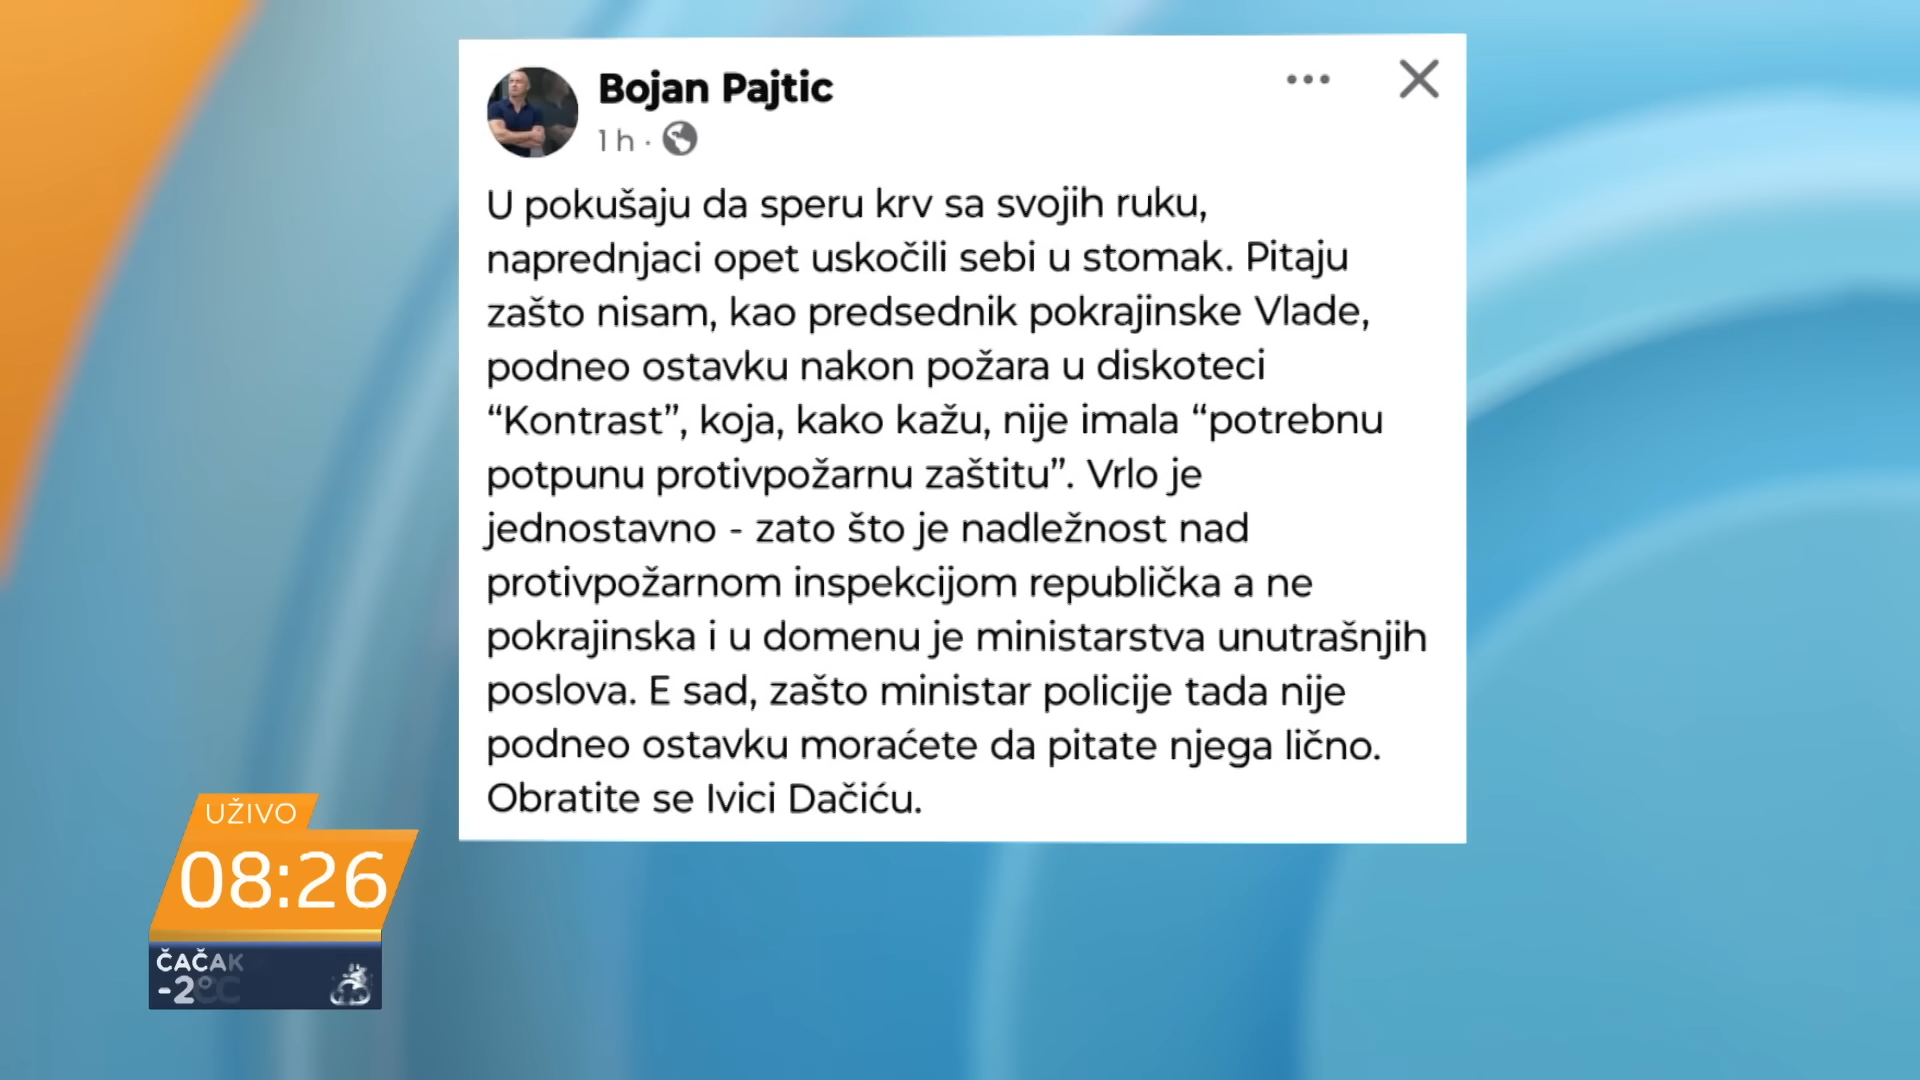 Bojan Pajtic
1 h ·
U pokušaju da speru krv sa svojih ruku,
naprednjaci opet uskočili sebi u stomak. Pitaju
zašto nisam, kao predsednik pokrajinske Vlade,
podneo ostavku nakon požara u diskoteci
“Kontrast”, koja, kako kažu, nije imala “potrebnu
potpunu protivpožarnu zaštitu”. Vrlo je
jednostavno - zato što je nadležnost nad
protivpožarnom inspekcijom republička a ne
pokrajinska i u domenu je ministarstva unutrašnjih
poslova. E sad, zašto ministar policije tada nije
podneo ostavku moraćete da pitate njega lično.
Obratite se Ivici Dačiću.
UŽIVO
08:26
ČAČAK
-2°C